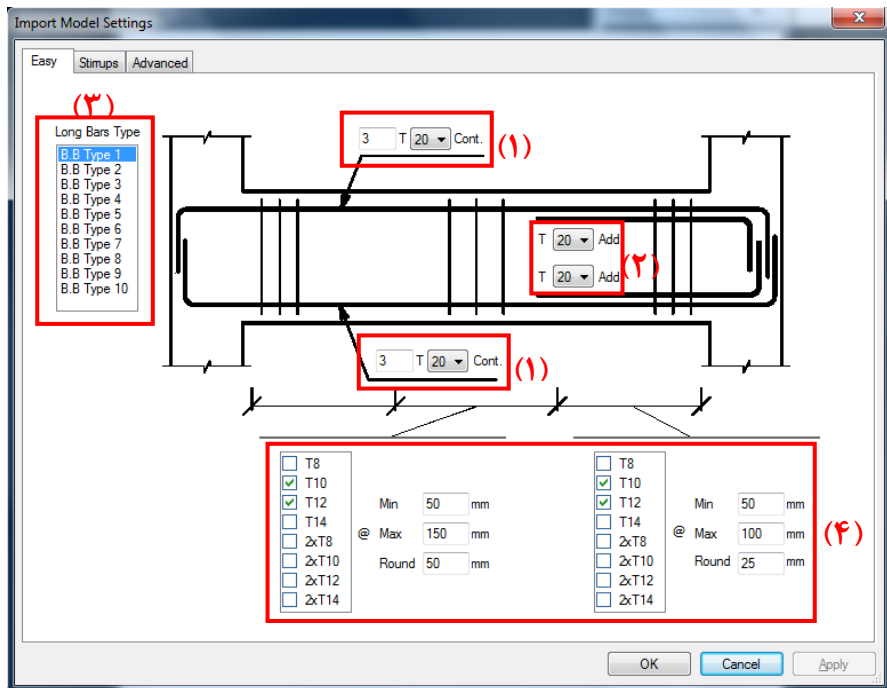 Import Model Settings
Easy Stirrups Advanced
(۳)
Long Bars Type
B.B Type 1
B.B Type 2
B.B Type 3
B.B Type 4
B.B Type 5
B.B Type 6
B.B Type 7
B.B Type 8
B.B Type 9
B.B Type 10
3 T 20 Cont. (۱)
T 20 Add
T 20 Add
(۲)
3 T 20 Cont. (۱)
T8
T10
T12
T14
2xT8
2xT10
2xT12
2xT14
@
Min 50 mm
Max 150 mm
Round 50 mm
T8
T10
T12
T14
2xT8
2xT10
2xT12
2xT14
@
Min 50 mm
Max 100 mm
Round 25 mm
(۴)
OK Cancel Apply